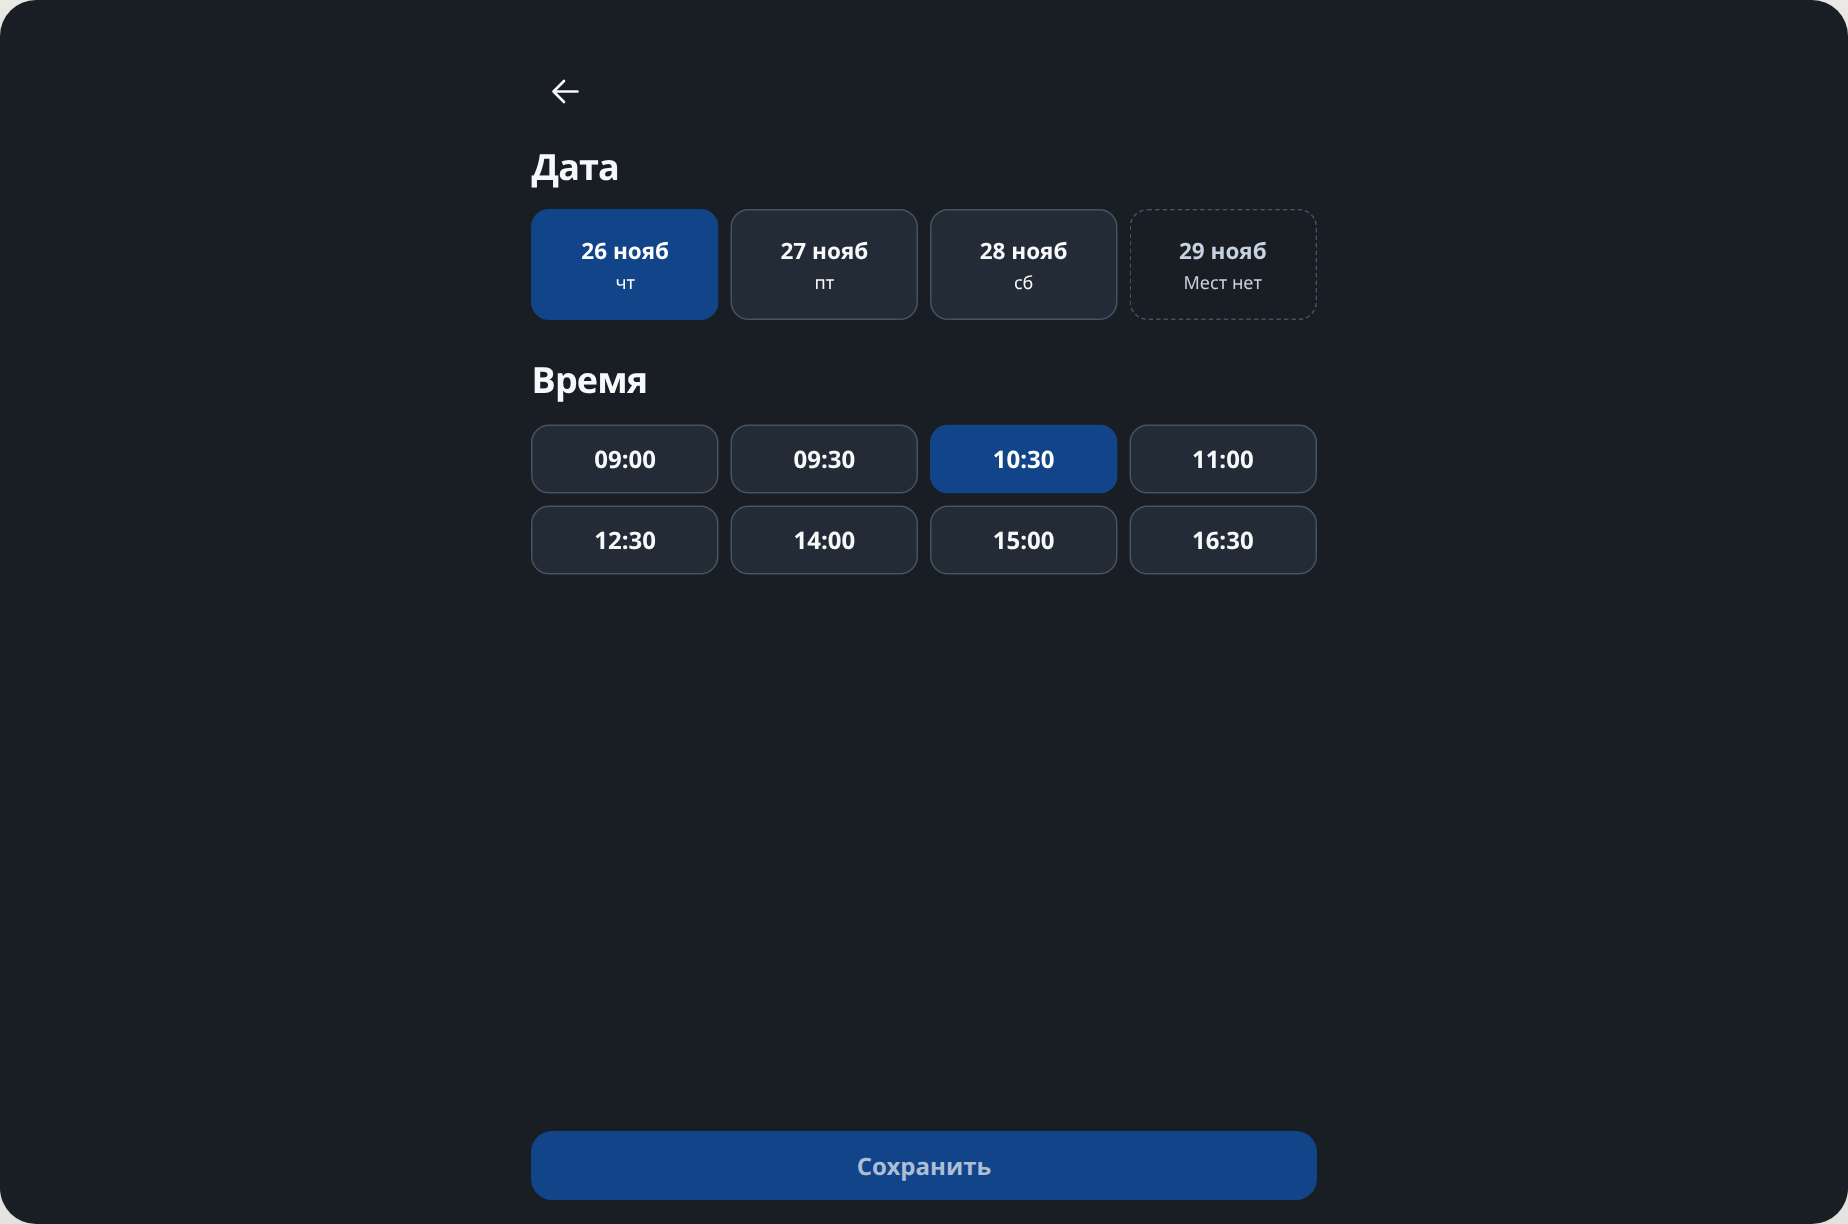 Дата
26 нояб
чт
27 нояб
пт
28 нояб
сб
29 нояб
Мест нет
Время
09:00
09:30
10:30
11:00
12:30
14:00
15:00
16:30
Сохранить